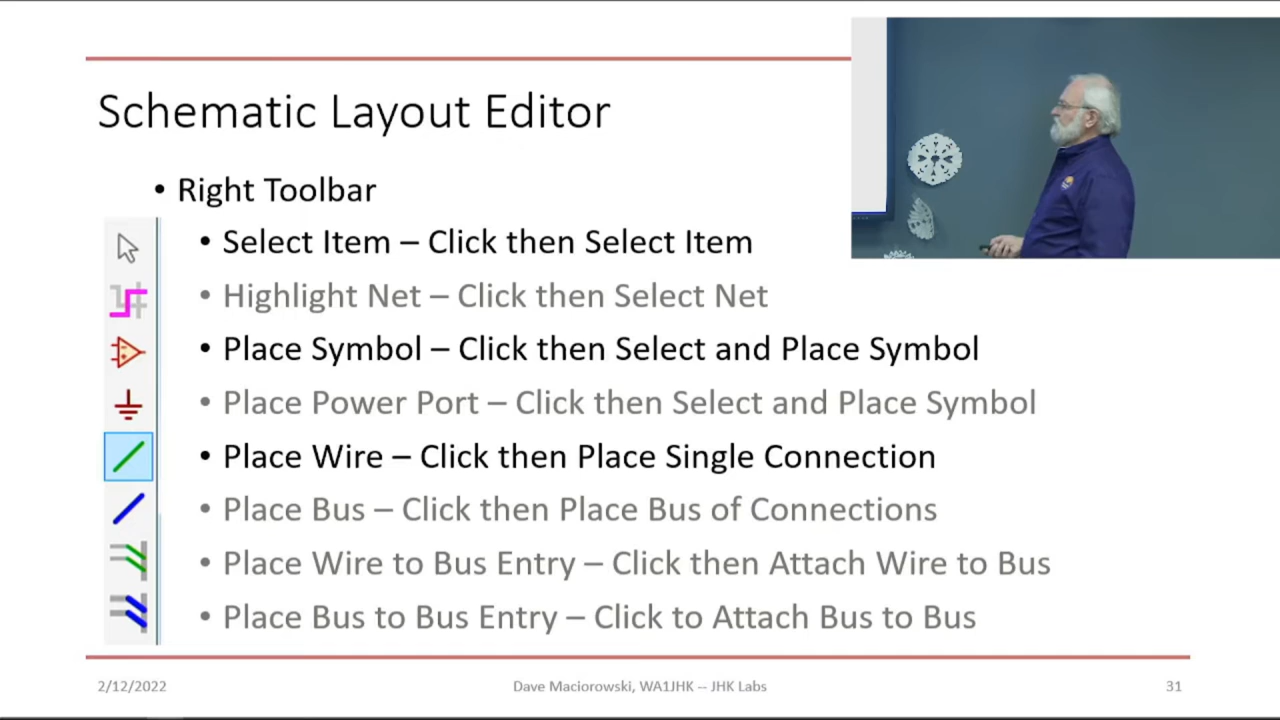 Schematic Layout Editor
• Right Toolbar
• Select Item – Click then Select Item
• Highlight Net – Click then Select Net
• Place Symbol – Click then Select and Place Symbol
• Place Power Port – Click then Select and Place Symbol
• Place Wire – Click then Place Single Connection
• Place Bus – Click then Place Bus of Connections
• Place Wire to Bus Entry – Click then Attach Wire to Bus
• Place Bus to Bus Entry – Click to Attach Bus to Bus
2/12/2022
Dave Maciorowski, WA1JHK -- JHK Labs
31